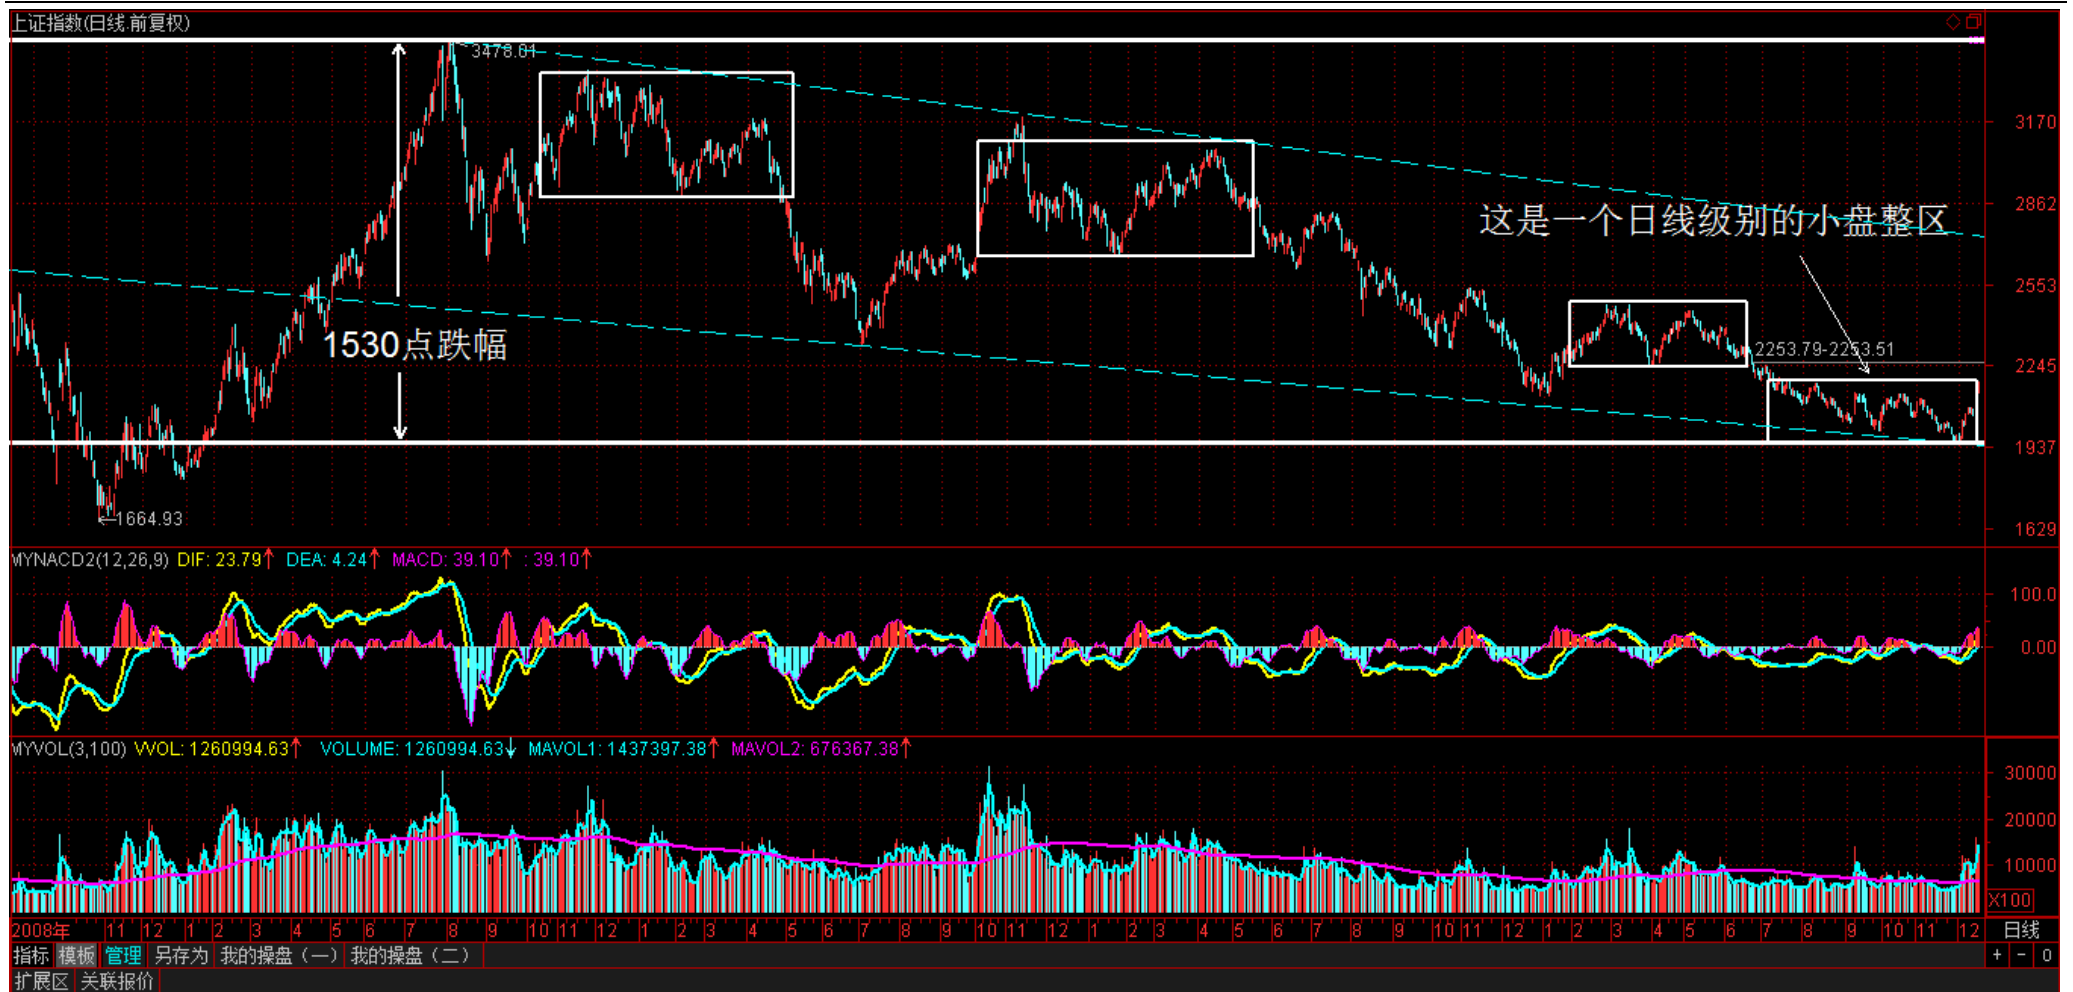 上证指数(日线.前复权)
3478.01
3170
2862
这是一个日线级别的小盘整区
2553
1530点跌幅
2253.79-2253.51
2245
1937
1664.93
1629
MYNACD2(12,26,9) DIF: 23.79↑ DEA: 4.24↑ MACD: 39.10↑ : 39.10↑
100.0
0.00
MYVOL(3,100) VVOL: 1260994.63↑ VOLUME: 1260994.63↓ MAVOL1: 1437397.38↑ MAVOL2: 676367.38↑
30000
20000
10000
X100
2008年 11 12 1 2 3 4 5 6 7 8 9 10 11 12 1 2 3 4 5 6 7 8 9 10 11 12 1 2 3 4 5 6 7 8 9 10 11 12 1 2 3 4 5 6 7 8 9 10 11 12 日线
指标 模板 管理 另存为 我的操盘（一） 我的操盘（二） + - 0
扩展区 关联报价